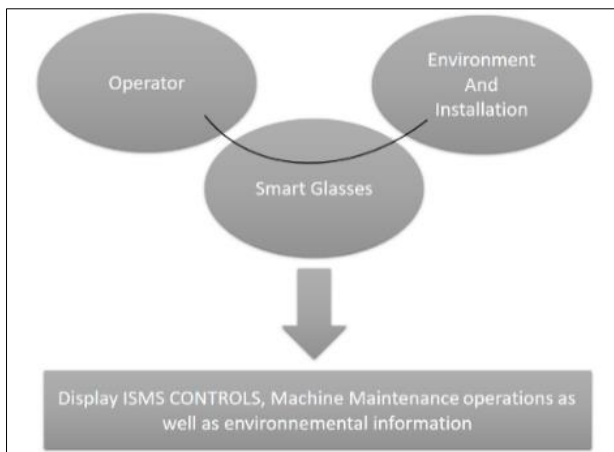 Operator
Environment
And
Installation
Smart Glasses
Display ISMS CONTROLS, Machine Maintenance operations as
well as environnemental information